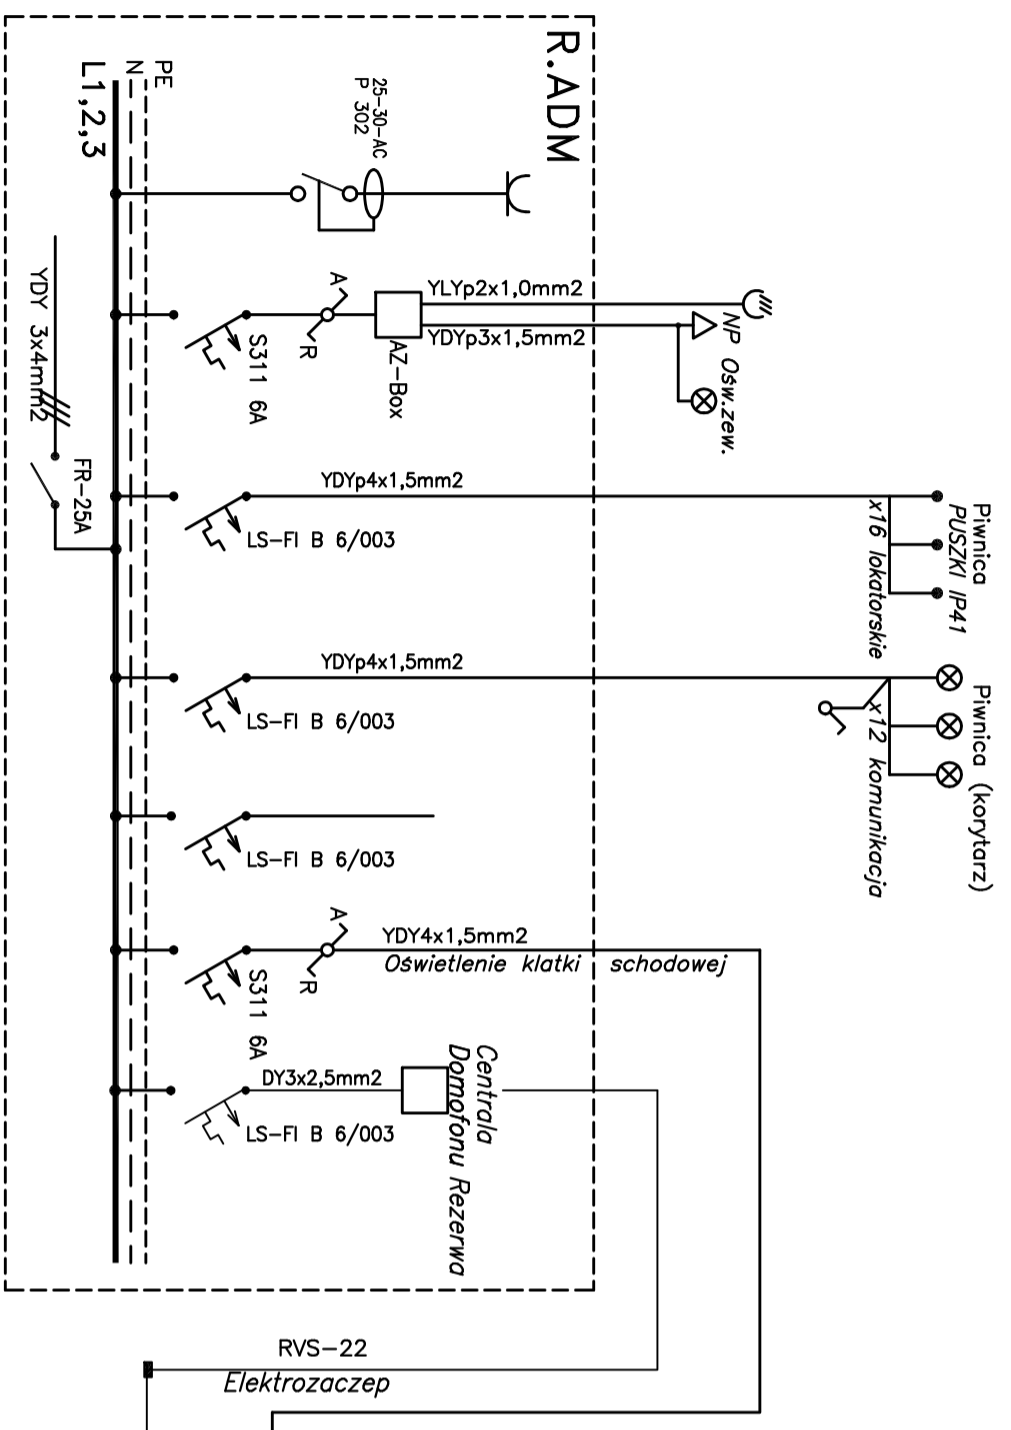 R.ADM
PE
N
L1,2,3
25-30-AC
P 302
YDY 3x4mm2
FR-25A
S311 6A
A
R
AZ-Box
YLYp2x1,0mm2
YDYp3x1,5mm2
NP Ośw.zew.
YDYp4x1,5mm2
LS-FI B 6/003
Piwnica
PUSZKI IP41
x16 lokatorskie
YDYp4x1,5mm2
LS-FI B 6/003
Piwnica (korytarz)
x12 komunikacja
LS-FI B 6/003
S311 6A
A
R
YDY4x1,5mm2
Oświetlenie klatki schodowej
DY3x2,5mm2
LS-FI B 6/003
Centrala
Domofonu Rezerwa
RVS-22
Elektrozaczep